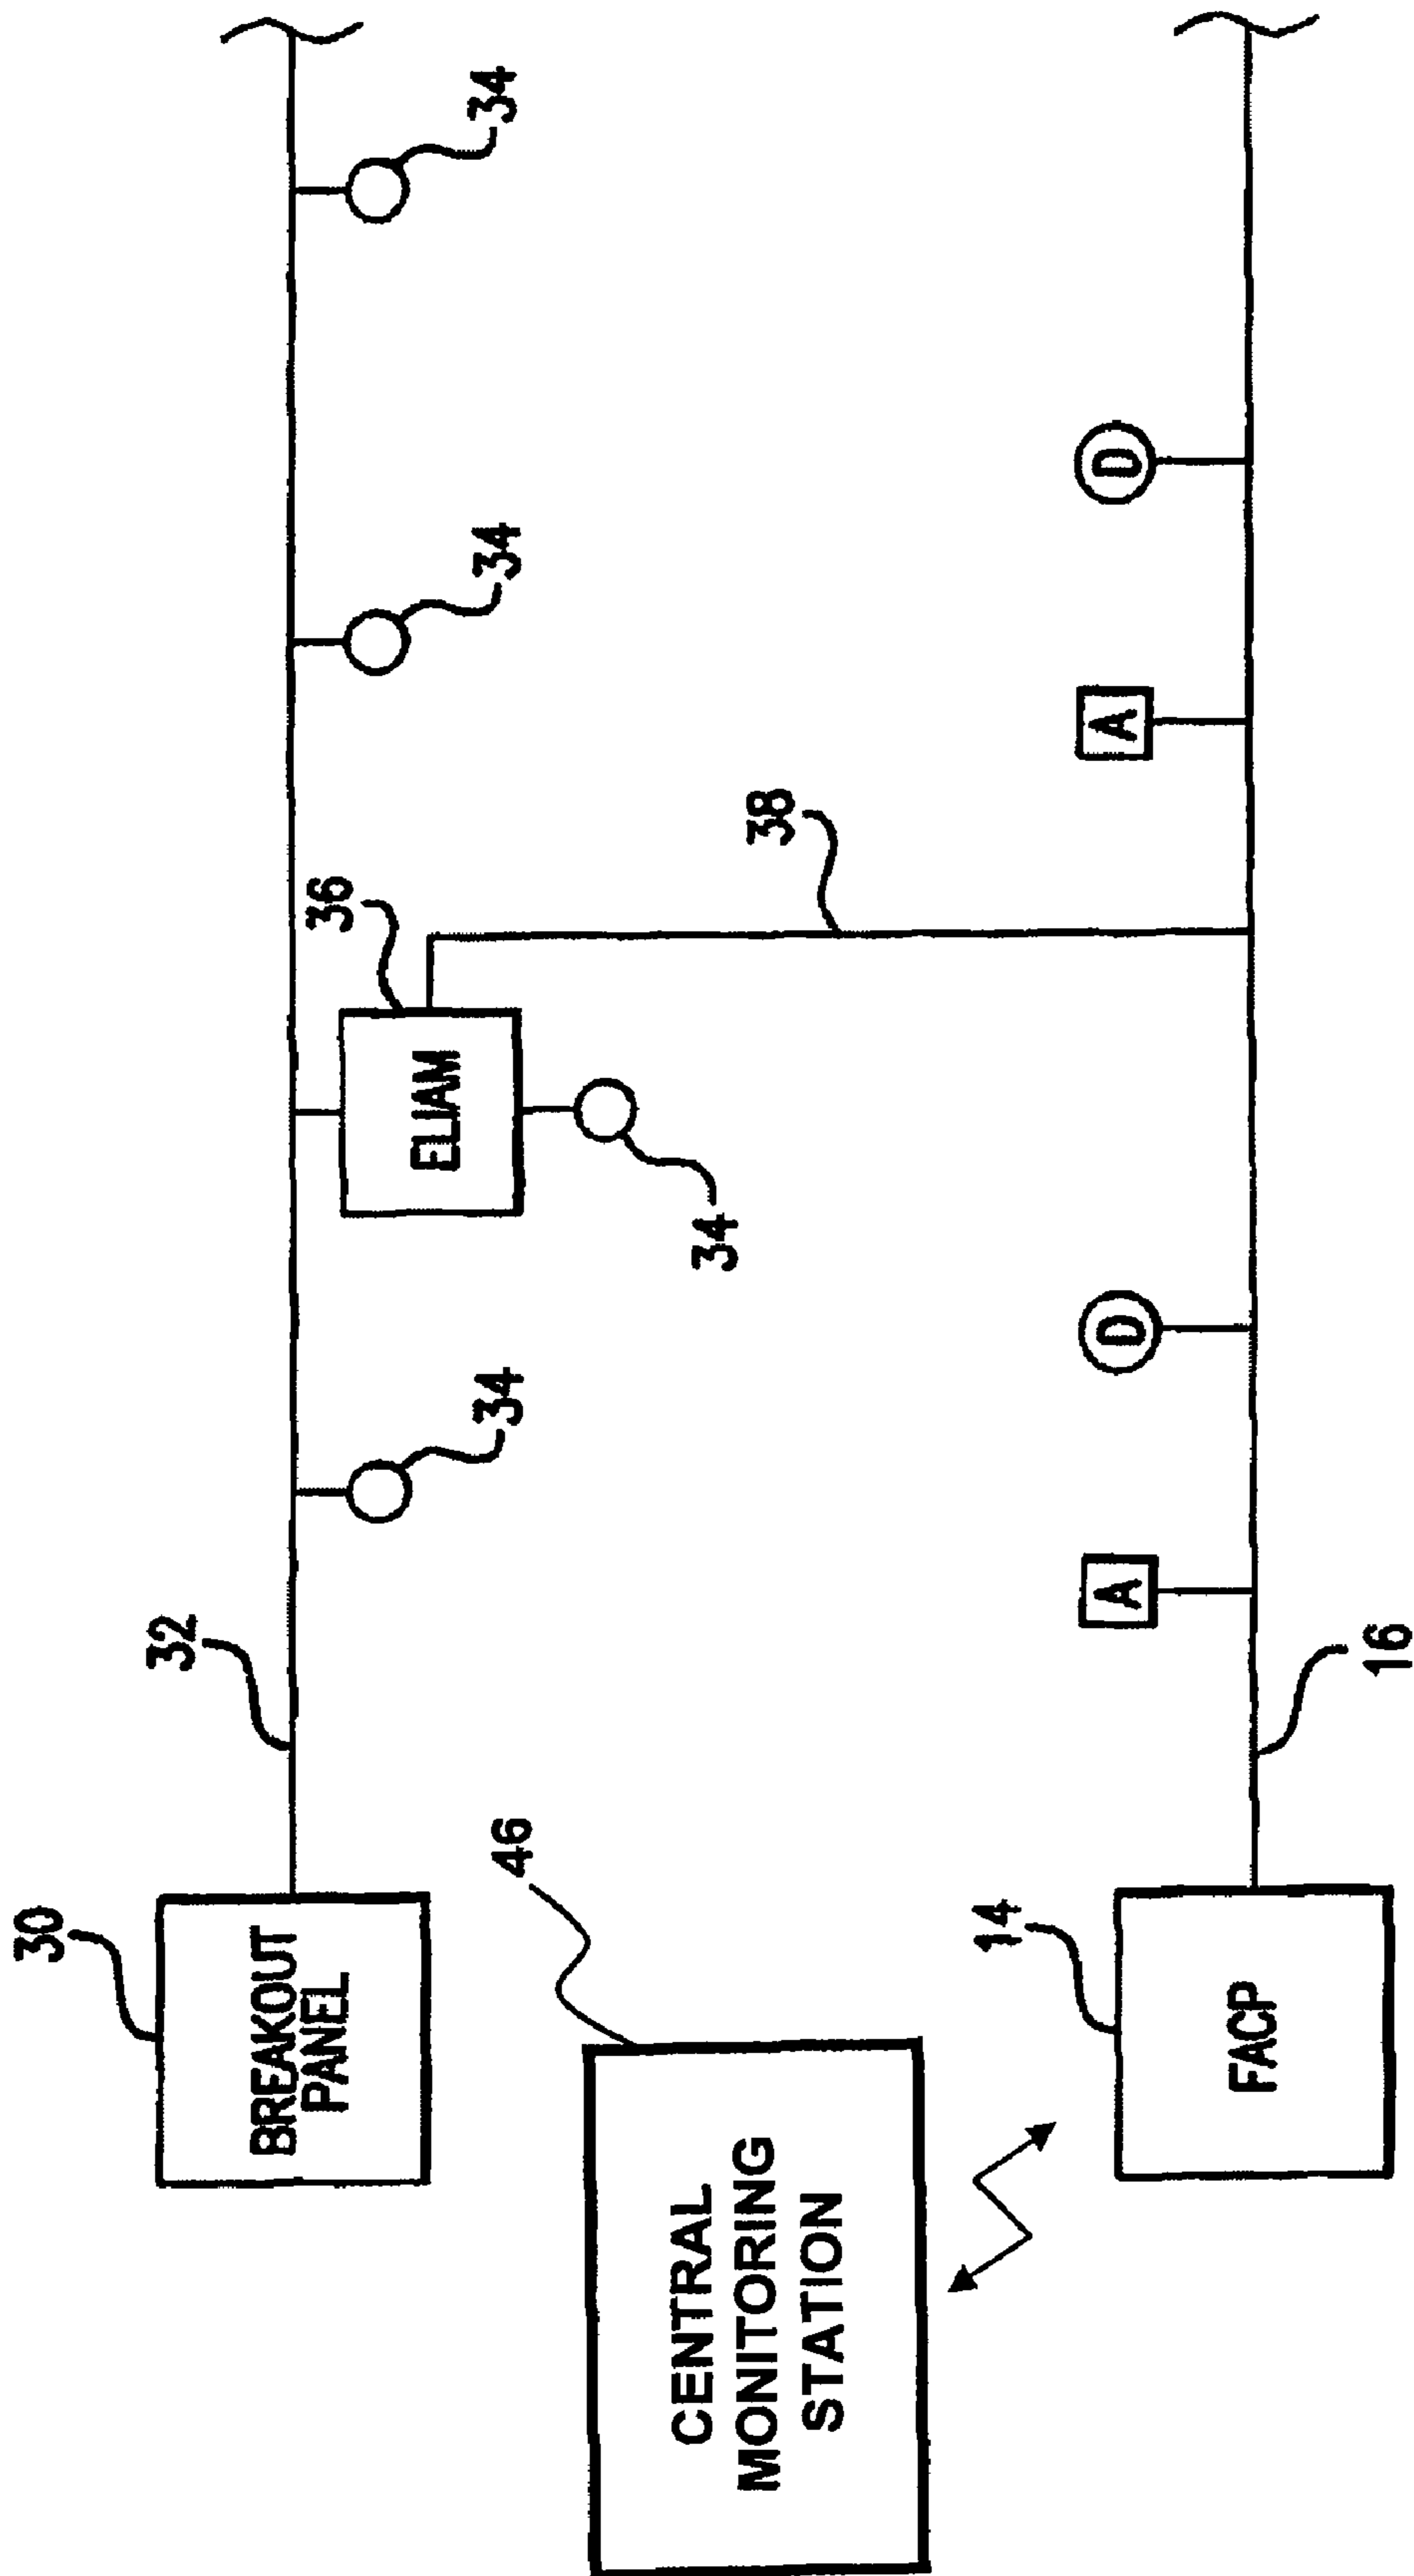 30
BREAKOUT
PANEL
32
34
36
ELIAM
34
34
34
38
46
CENTRAL
MONITORING
STATION
14
FACP
16
A
D
A
D